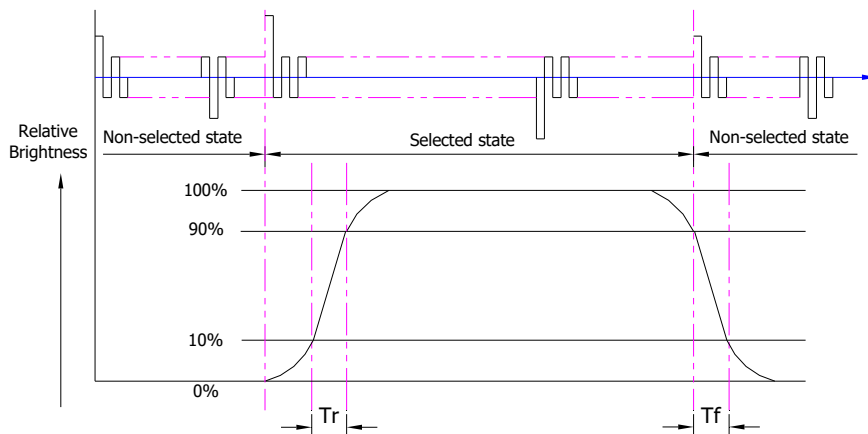 Relative
Brightness
Non-selected state
Selected state
Non-selected state
100%
90%
10%
0%
Tr
Tf